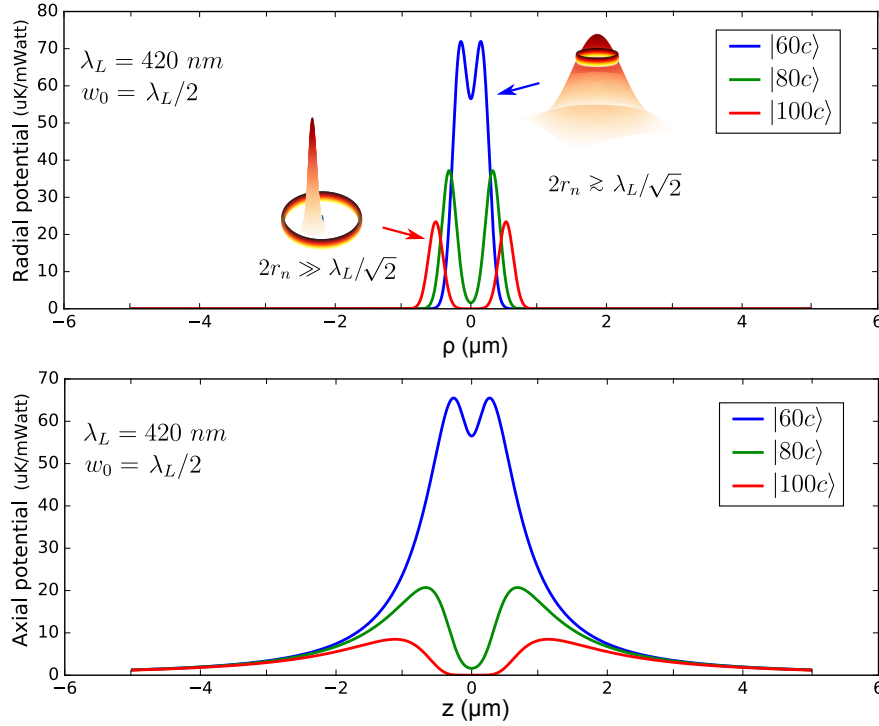 80
70
60
50
40
30
20
10
0
Radial potential (uK/mWatt)
λ_L = 420 nm
w_0 = λ_L/2
|60c⟩
|80c⟩
|100c⟩
2r_n ≳ λ_L/√2
2r_n ≫ λ_L/√2
−6 −4 −2 0 2 4 6
ρ (μm)
70
60
50
40
30
20
10
0
Axial potential (uK/mWatt)
λ_L = 420 nm
w_0 = λ_L/2
|60c⟩
|80c⟩
|100c⟩
−6 −4 −2 0 2 4 6
z (μm)